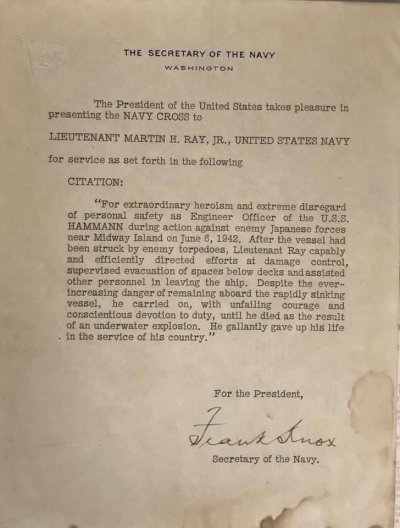 THE SECRETARY OF THE NAVY
WASHINGTON
The President of the United States takes pleasure in
presenting the NAVY CROSS to
LIEUTENANT MARTIN H. RAY, JR., UNITED STATES NAVY
for service as set forth in the following
CITATION:
"For extraordinary heroism and extreme disregard
of personal safety as Engineer Officer of the U.S.S.
HAMMANN during action against enemy Japanese forces
near Midway Island on June 6, 1942. After the vessel had
been struck by enemy torpedoes, Lieutenant Ray capably
and efficiently directed efforts at damage control,
supervised evacuation of spaces below decks and assisted
other personnel in leaving the ship. Despite the ever-
increasing danger of remaining aboard the rapidly sinking
vessel, he carried on, with unfailing courage and
conscientious devotion to duty, until he died as the result
of an underwater explosion. He gallantly gave up his life
in the service of his country."
For the President,
Frank Knox
Secretary of the Navy.